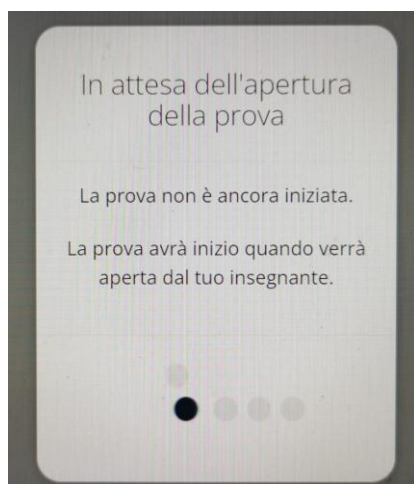 In attesa dell'apertura
della prova
La prova non è ancora iniziata.
La prova avrà inizio quando verrà
aperta dal tuo insegnante.